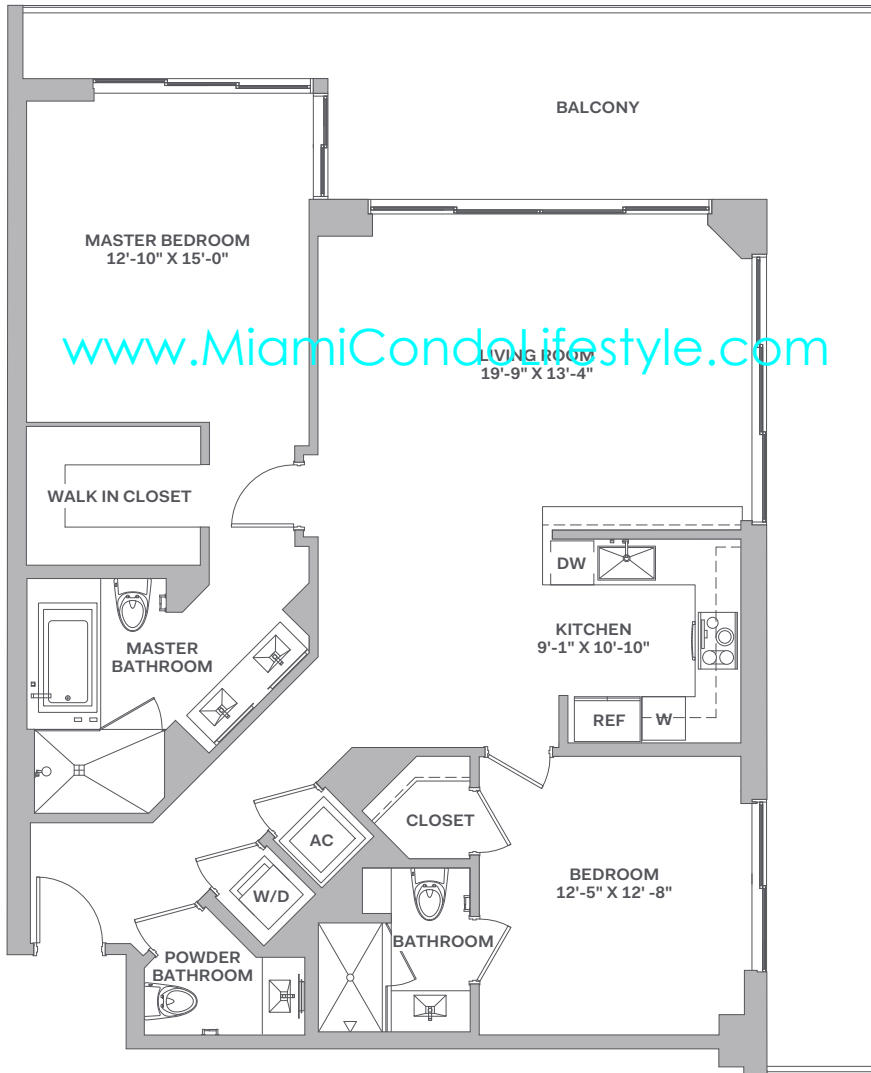 BALCONY
MASTER BEDROOM
12'-10" X 15'-0"
www.MiamiCondoLifestyle.com
LIVING ROOM
19'-9" X 13'-4"
WALK IN CLOSET
DW
KITCHEN
9'-1" X 10'-10"
MASTER
BATHROOM
REF
W
CLOSET
AC
BEDROOM
12'-5" X 12' -8"
W/D
BATHROOM
POWDER
BATHROOM